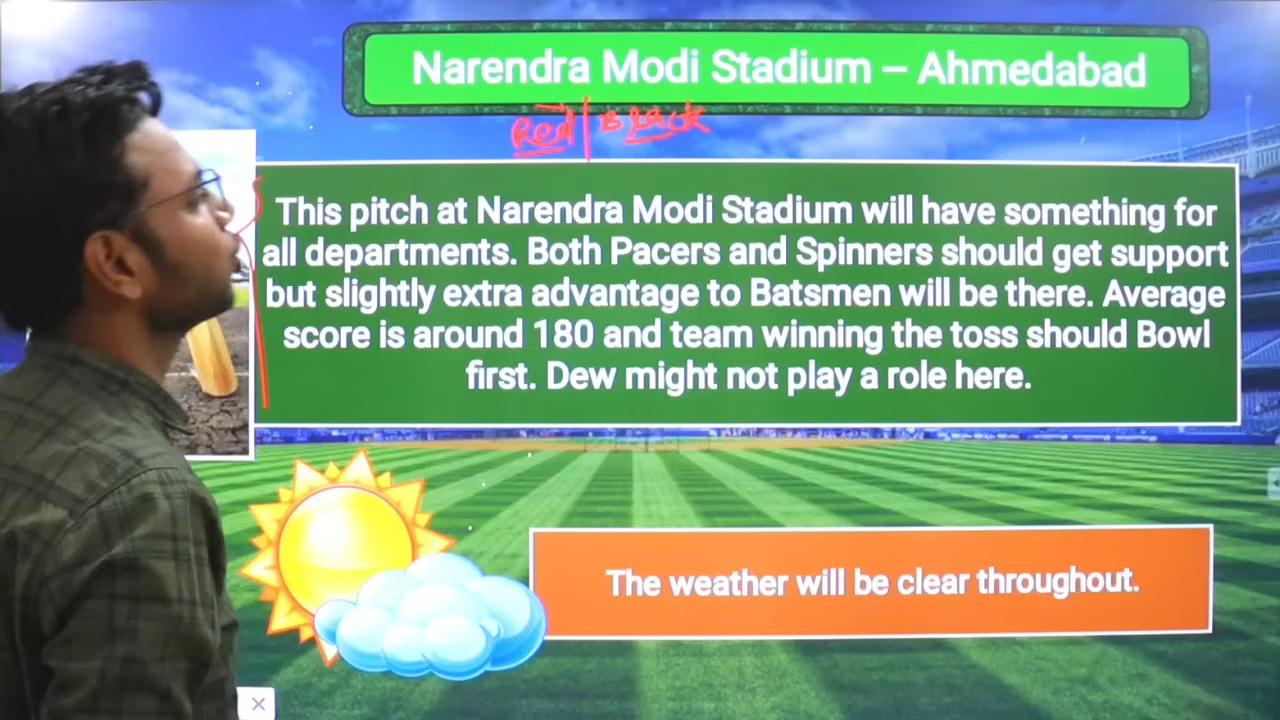 Narendra Modi Stadium – Ahmedabad
Red | Black
This pitch at Narendra Modi Stadium will have something for
all departments. Both Pacers and Spinners should get support
but slightly extra advantage to Batsmen will be there. Average
score is around 180 and team winning the toss should Bowl
first. Dew might not play a role here.
The weather will be clear throughout.